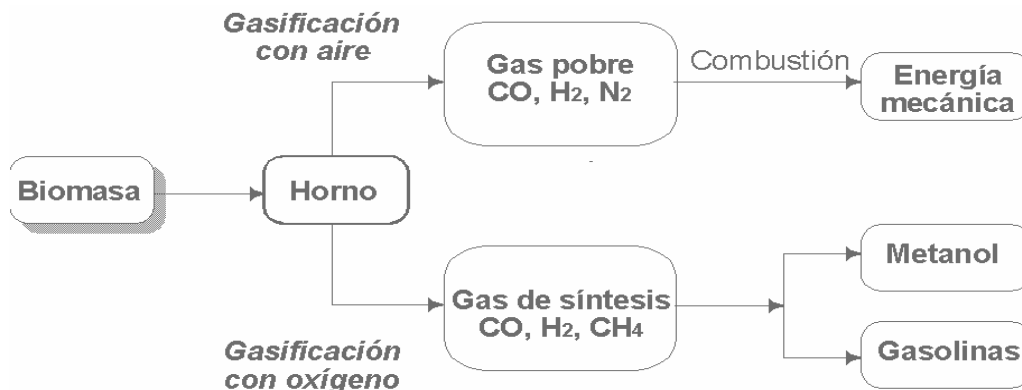 Gasificación
con aire
Gas pobre
CO, H2, N2
Combustión
Energía
mecánica
Biomasa
Horno
Gas de síntesis
CO, H2, CH4
Metanol
Gasolinas
Gasificación
con oxígeno